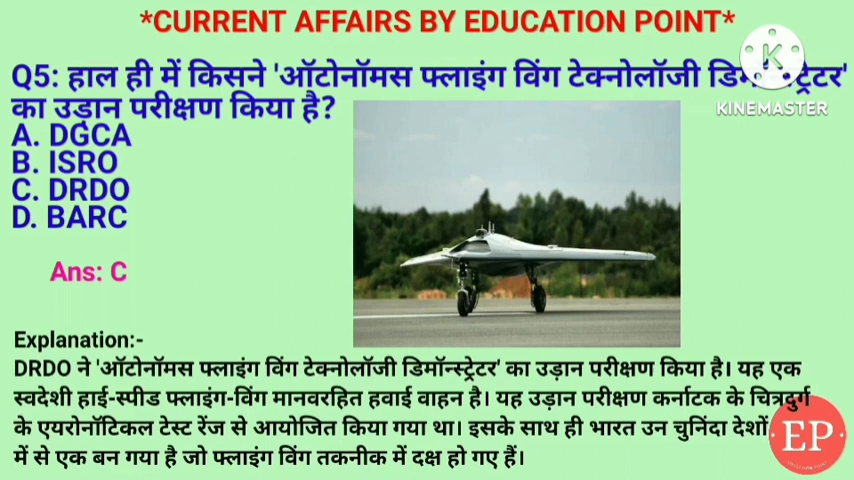 *CURRENT AFFAIRS BY EDUCATION POINT*
Q5: हाल ही में किसने 'ऑटोनॉमस फ्लाइंग विंग टेक्नोलॉजी
का उड़ान परीक्षण किया है?
KINEMASTER
A. DGCA
B. ISRO
C. DRDO
D. BARC
Ans: C
Explanation:-
DRDO ने 'ऑटोनॉमस फ्लाइंग विंग टेक्नोलॉजी डिमॉन्स्ट्रेटर' का उड़ान परीक्षण किया है। यह एक
स्वदेशी हाई-स्पीड फ्लाइंग-विंग मानवरहित हवाई वाहन है। यह उड़ान परीक्षण कर्नाटक के चित्रदुर्ग
के एयरोनॉटिकल टेस्ट रेंज से आयोजित किया गया था। इसके साथ ही भारत उन चुनिंदा देशों
में से एक बन गया है जो फ्लाइंग विंग तकनीक में दक्ष हो गए हैं।
EP